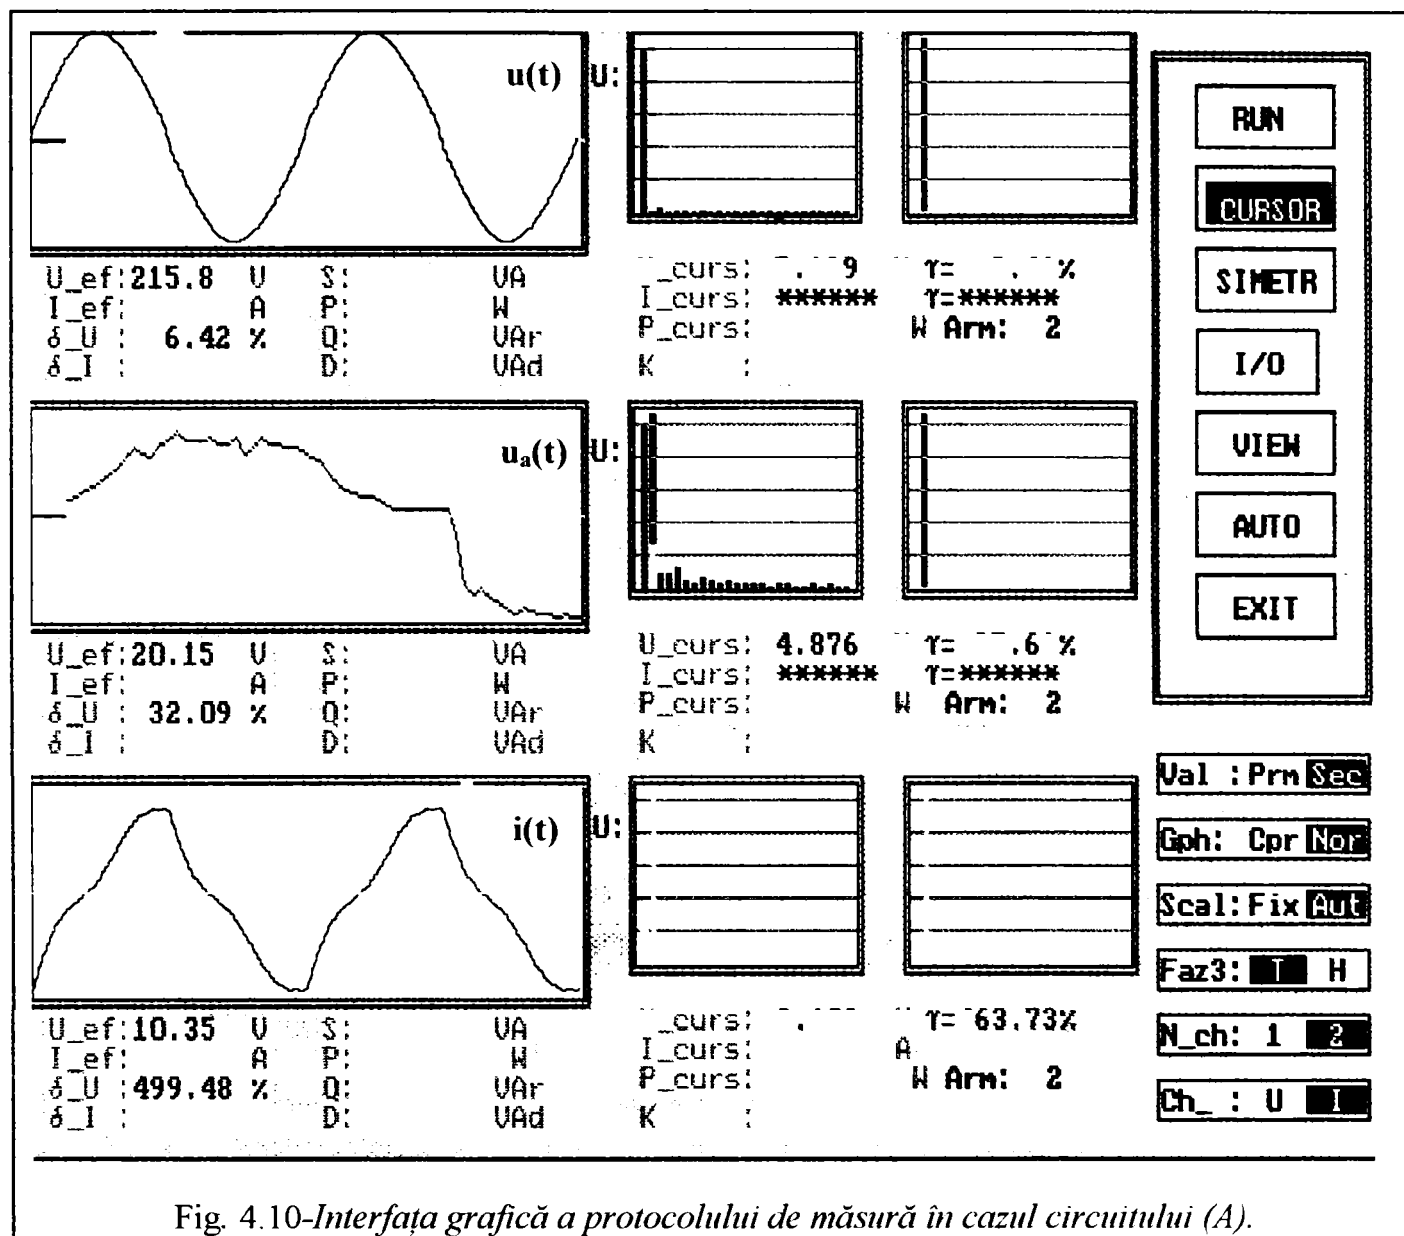 u(t)
U:
U_ef: 215.8 V S: VA
I_ef: A P: W
δ_U : 6.42 % Q: VAr
δ_I : D: VAd
_curs: . 9 γ= . %
I_curs: ****** γ=******
P_curs: W Arm: 2
K :
ua(t)
U:
U_ef: 20.15 V S: VA
I_ef: A P: W
δ_U : 32.09 % Q: VAr
δ_I : D: VAd
U_curs: 4.876 γ= .6 %
I_curs: ****** γ=******
P_curs: W Arm: 2
K :
i(t)
U:
U_ef: 10.35 V S: VA
I_ef: A P: W
δ_U : 499.48 % Q: VAr
δ_I : D: VAd
_curs: . γ= 63.73%
I_curs: A
P_curs: W Arm: 2
K :
RUN
CURSOR
SIMETR
I/O
VIEW
AUTO
EXIT
Val : Prm Sec
Gph: Cpr Nor
Scal: Fix Aut
Faz3: T H
N_ch: 1 2
Ch_ : U I
Fig. 4.10-Interfața grafică a protocolului de măsură în cazul circuitului (A).